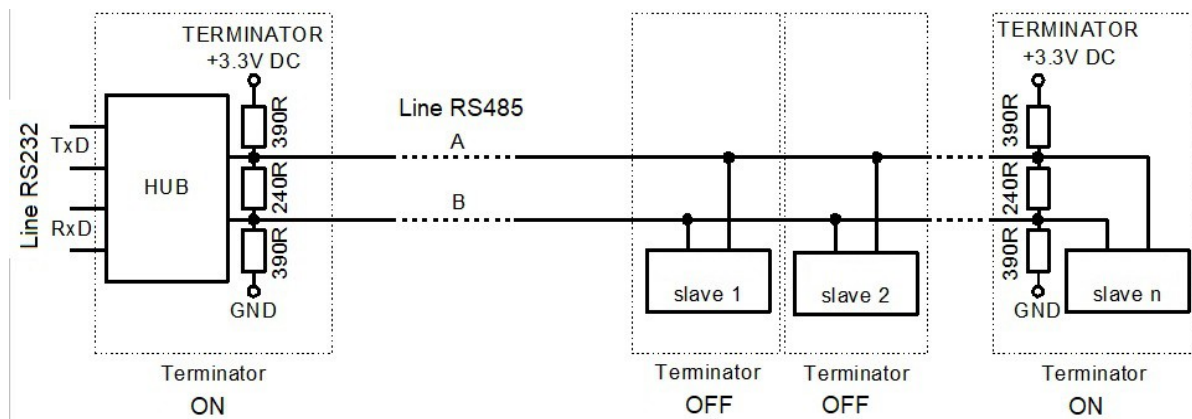 TERMINATOR
+3.3V DC
390R
240R
390R
GND
Line RS232
TxD
RxD
HUB
Line RS485
A
B
slave 1
slave 2
TERMINATOR
+3.3V DC
390R
240R
390R
GND
slave n
Terminator
ON
Terminator
OFF
Terminator
OFF
Terminator
ON